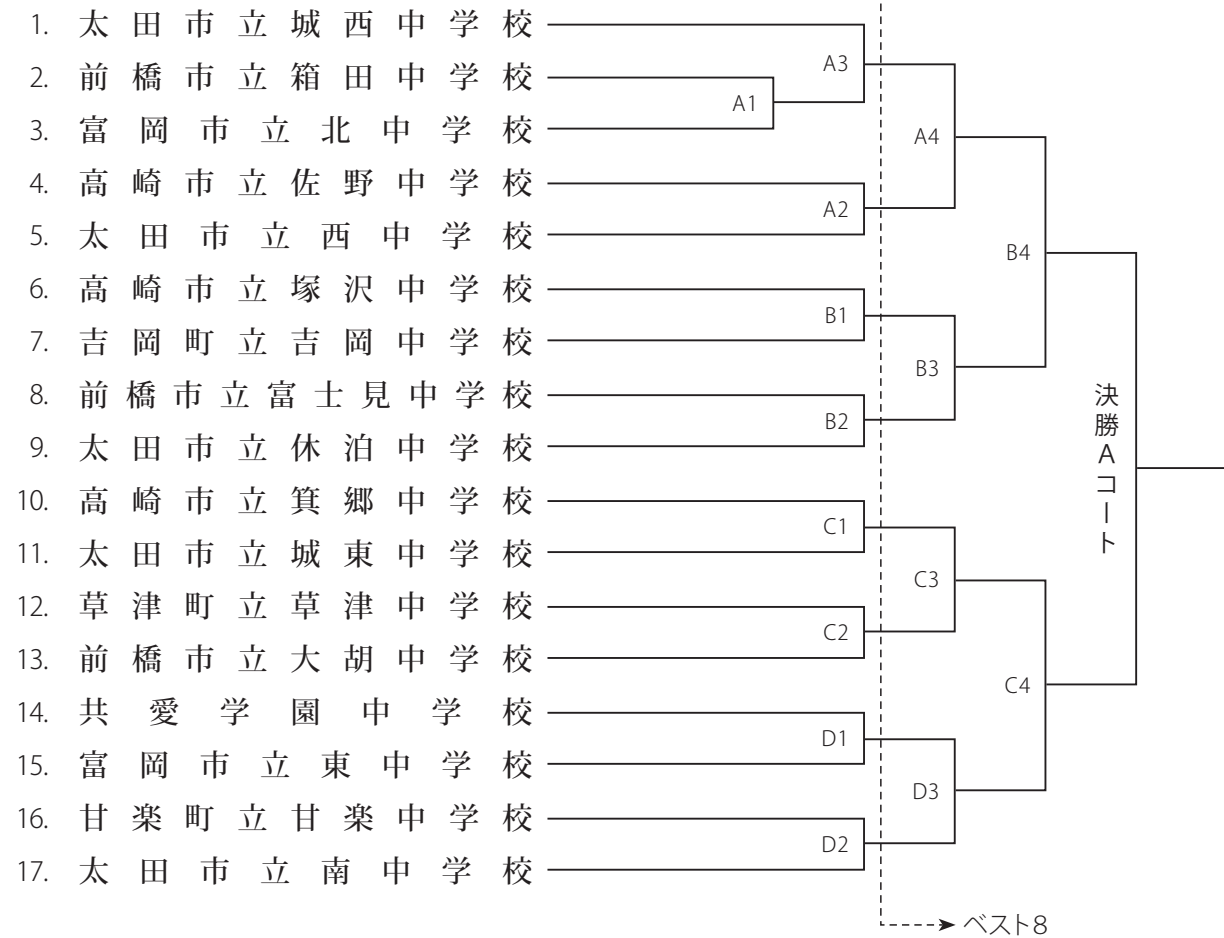 1. 太田市立城西中学校
2. 前橋市立箱田中学校
3. 富岡市立北中学校
4. 高崎市立佐野中学校
5. 太田市立西中学校
6. 高崎市立塚沢中学校
7. 吉岡町立吉岡中学校
8. 前橋市立富士見中学校
9. 太田市立休泊中学校
10. 高崎市立箕郷中学校
11. 太田市立城東中学校
12. 草津町立草津中学校
13. 前橋市立大胡中学校
14. 共愛学園中学校
15. 富岡市立東中学校
16. 甘楽町立甘楽中学校
17. 太田市立南中学校
A1
A3
A2
B1
B2
C1
C2
D1
D2
A4
B3
C3
D3
B4
C4
決勝Aコート
ベスト8